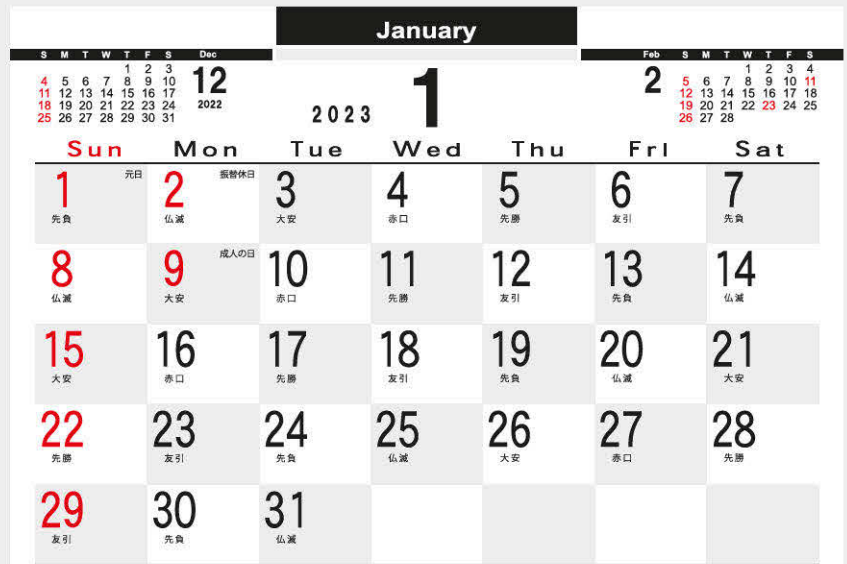 January
S M T W T F S Dec
1 2 3
4 5 6 7 8 9 10
11 12 13 14 15 16 17
18 19 20 21 22 23 24
25 26 27 28 29 30 31
12
2022
2023
1
Feb S M T W T F S
2
1 2 3 4
5 6 7 8 9 10 11
12 13 14 15 16 17 18
19 20 21 22 23 24 25
26 27 28
Sun Mon Tue Wed Thu Fri Sat
1 元日 2 振替休日 3 4 5 6 7
先負 仏滅 大安 赤口 先勝 友引 先負
8 9 成人の日 10 11 12 13 14
仏滅 大安 赤口 先勝 友引 先負 仏滅
15 16 17 18 19 20 21
大安 赤口 先勝 友引 先負 仏滅 大安
22 23 24 25 26 27 28
先勝 友引 先負 仏滅 大安 赤口 先勝
29 30 31
友引 先負 仏滅